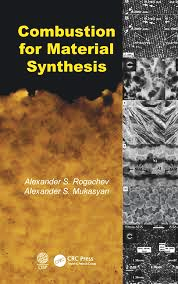 Combustion
for Material
Synthesis
Alexander S. Rogachev
Alexander S. Mukasyan
CRC Press